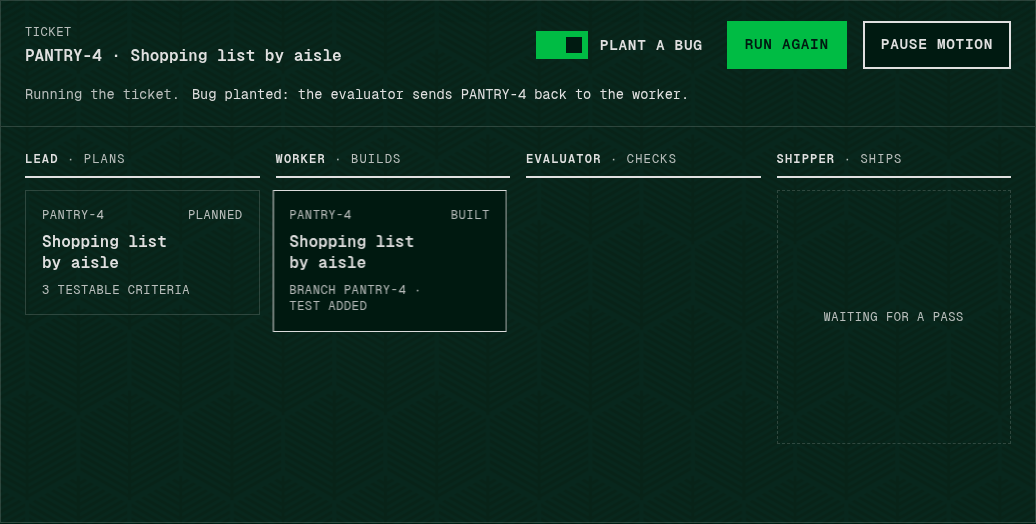 TICKET
PANTRY-4 · Shopping list by aisle
PLANT A BUG
RUN AGAIN
PAUSE MOTION
Running the ticket. Bug planted: the evaluator sends PANTRY-4 back to the worker.
LEAD · PLANS
WORKER · BUILDS
EVALUATOR · CHECKS
SHIPPER · SHIPS
PANTRY-4 PLANNED
Shopping list
by aisle
3 TESTABLE CRITERIA
PANTRY-4 BUILT
Shopping list
by aisle
BRANCH PANTRY-4 ·
TEST ADDED
WAITING FOR A PASS